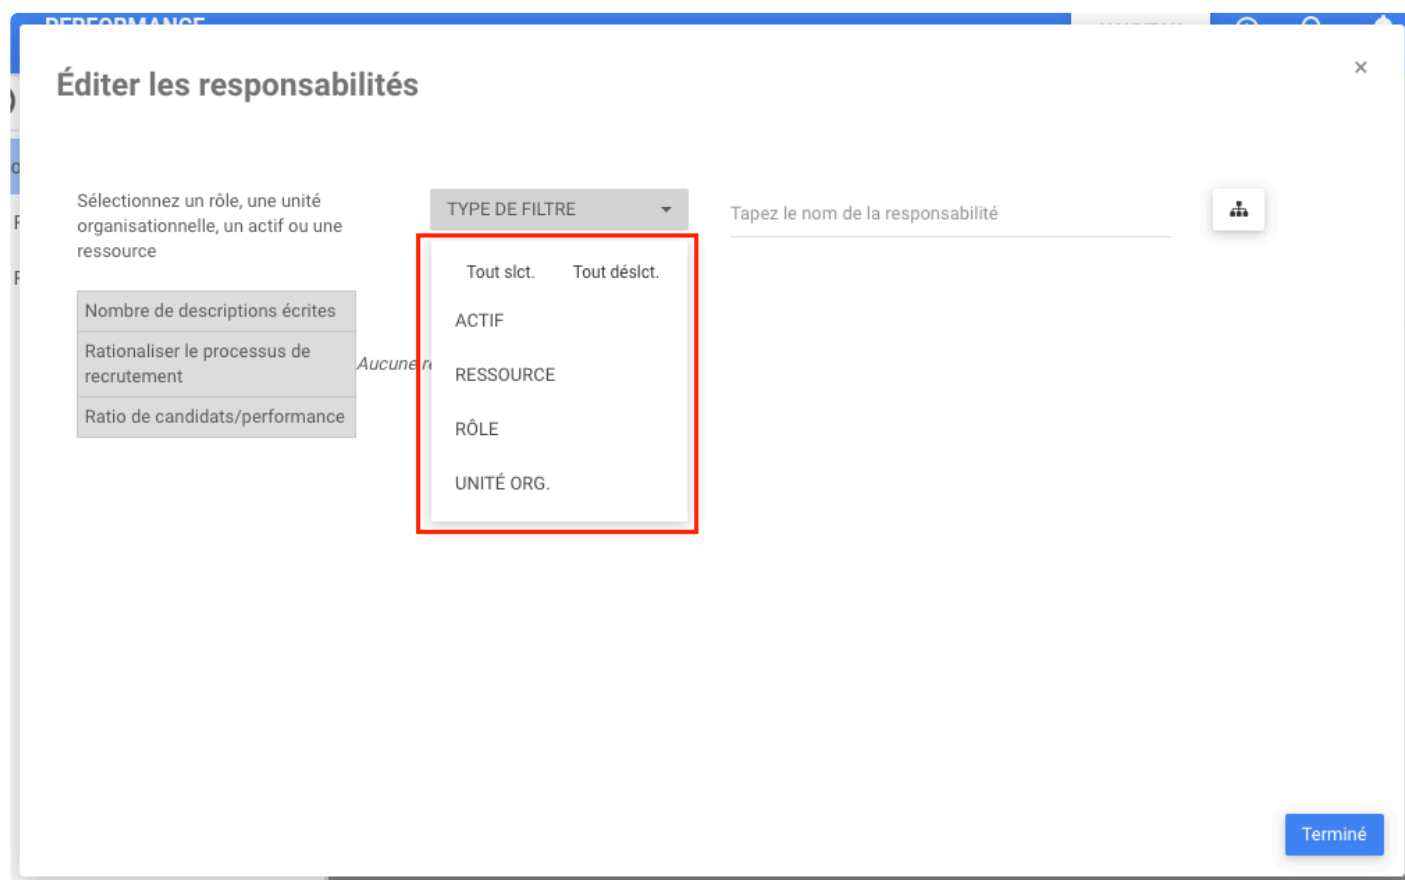 PERFORMANCE
Éditer les responsabilités
×
Sélectionnez un rôle, une unité
organisationnelle, un actif ou une
ressource
TYPE DE FILTRE
Tapez le nom de la responsabilité
Tout slct. Tout déslct.
ACTIF
RESSOURCE
RÔLE
UNITÉ ORG.
Nombre de descriptions écrites
Rationaliser le processus de
recrutement
Ratio de candidats/performance
Aucune
Terminé